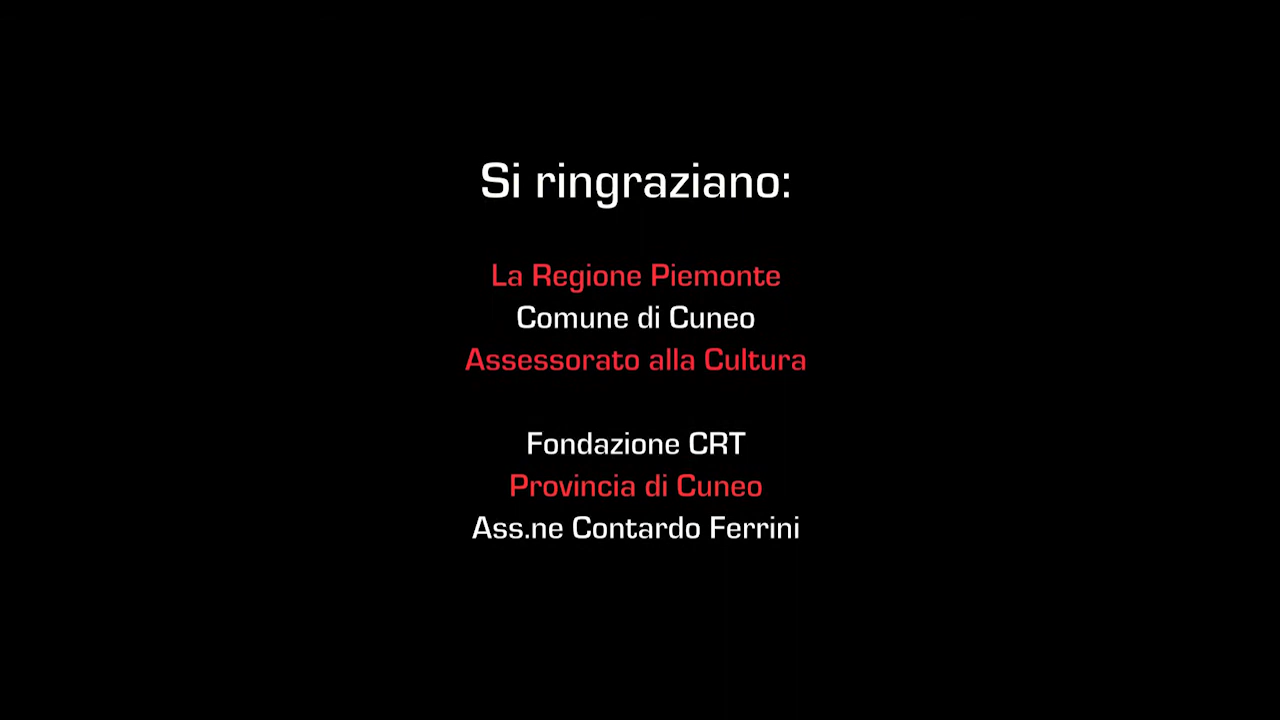 Si ringraziano:
La Regione Piemonte
Comune di Cuneo
Assessorato alla Cultura
Fondazione CRT
Provincia di Cuneo
Ass.ne Contardo Ferrini